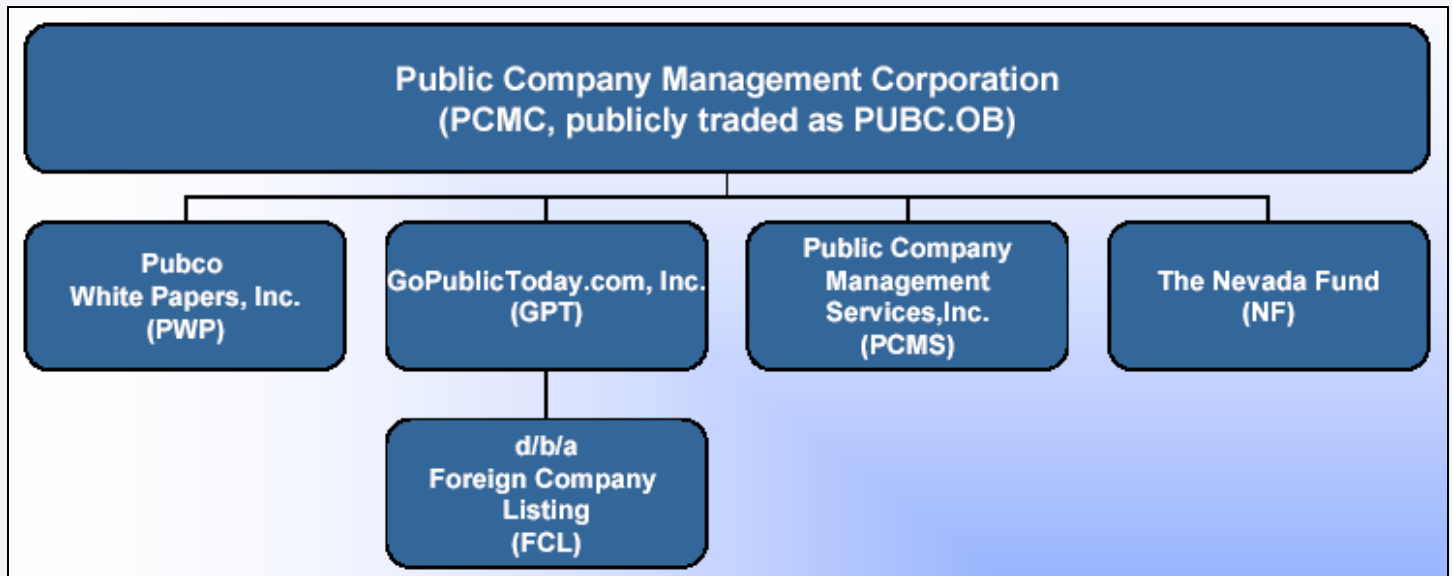 Public Company Management Corporation
(PCMC, publicly traded as PUBC.OB)
Pubco
White Papers, Inc.
(PWP)
GoPublicToday.com, Inc.
(GPT)
Public Company
Management
Services,Inc.
(PCMS)
The Nevada Fund
(NF)
d/b/a
Foreign Company
Listing
(FCL)